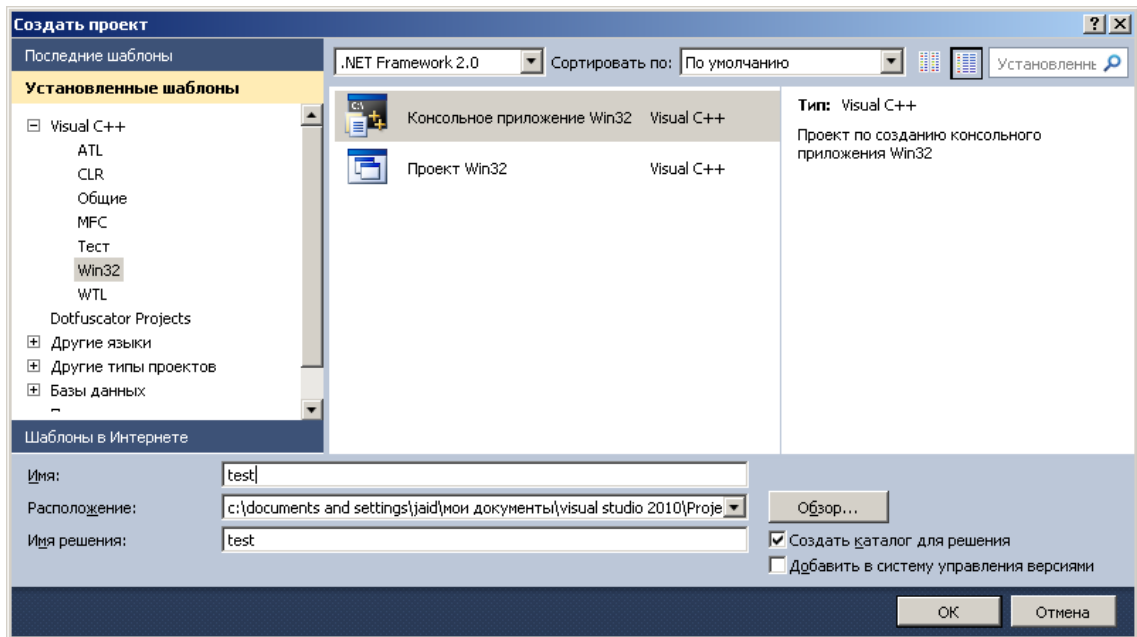 Создать проект
Последние шаблоны
.NET Framework 2.0 Сортировать по: По умолчанию
Установленные шаблоны
Visual C++
ATL
CLR
Общие
MFC
Тест
Win32
WTL
Dotfuscator Projects
Другие языки
Другие типы проектов
Базы данных
Шаблоны в Интернете
Консольное приложение Win32 Visual C++
Проект Win32 Visual C++
Тип: Visual C++
Проект по созданию консольного
приложения Win32
Имя: test
Расположение: c:\documents and settings\jaid\мои документы\visual studio 2010\Proje
Обзор...
Имя решения: test
Создать каталог для решения
Добавить в систему управления версиями
ОК Отмена